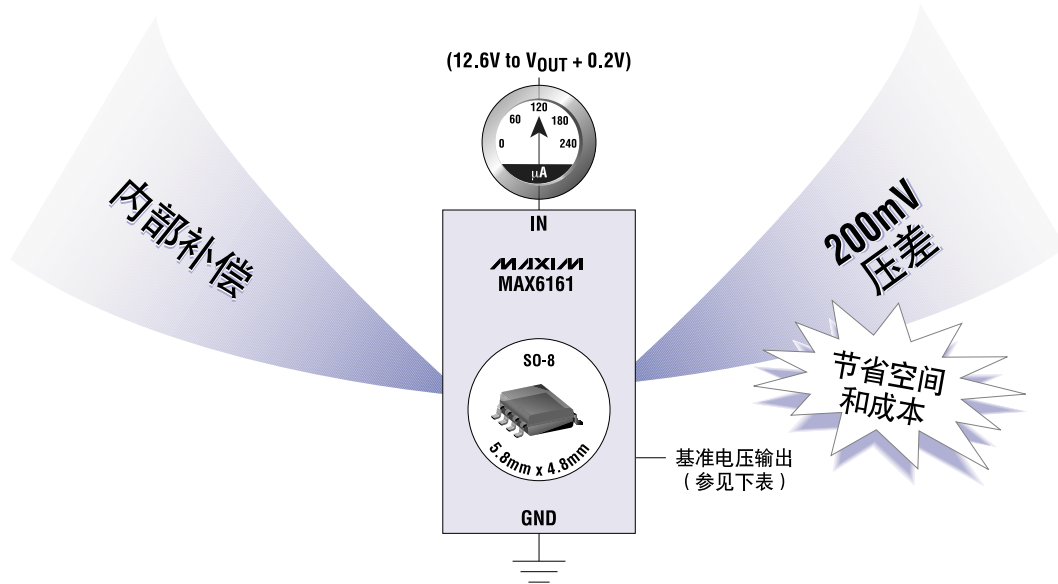 (12.6V to VOUT + 0.2V)
0
60
120
180
240
µA
IN
MAXIM
MAX6161
SO-8
5.8mm x 4.8mm
GND
内部补偿
200mV
压差
节省空间
和成本
基准电压输出
(参见下表)